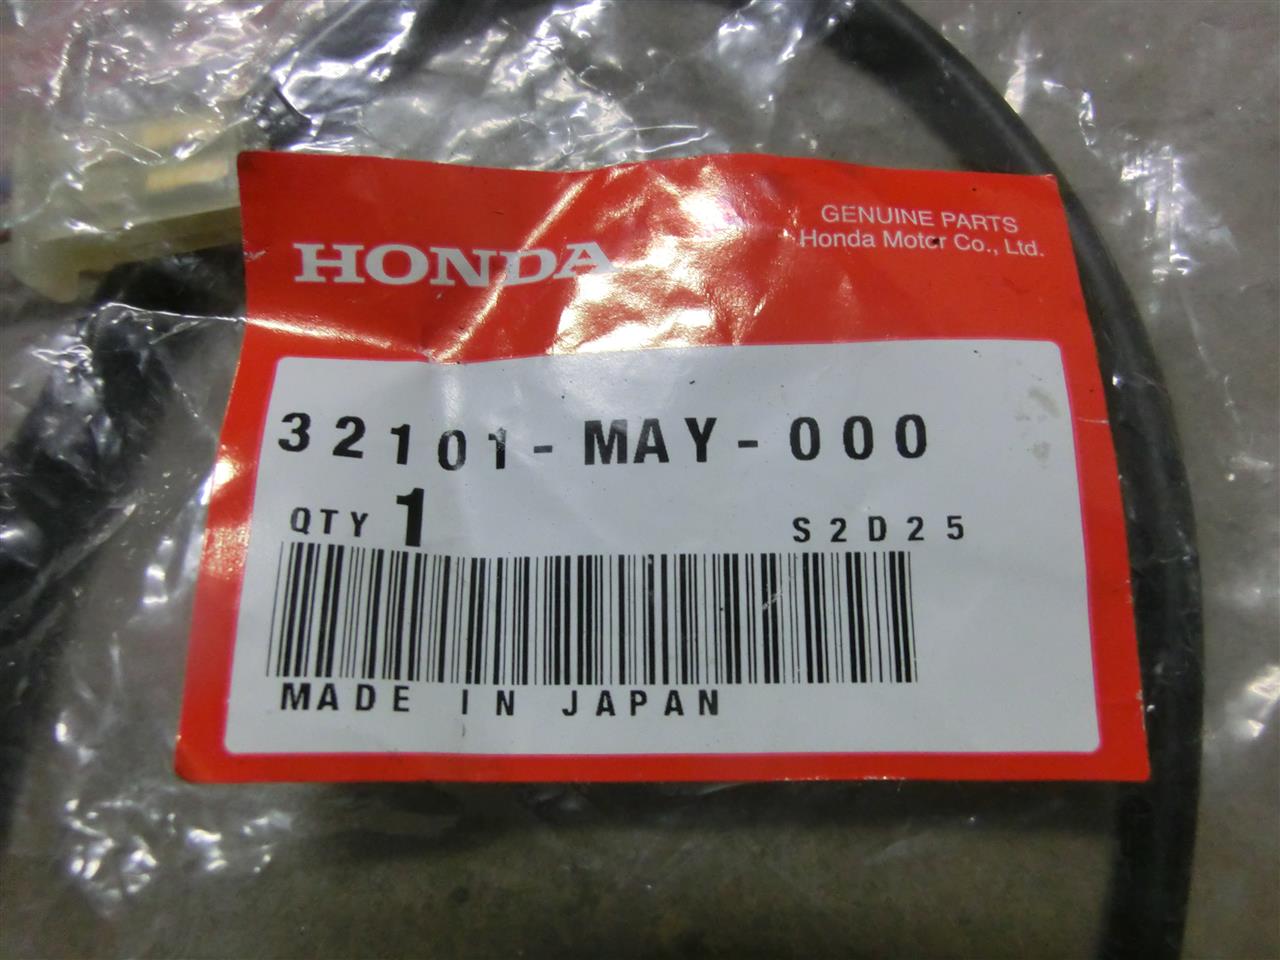 HONDA
GENUINE PARTS
Honda Motor Co., Ltd.
32101-MAY-000
QTY 1 S2D25
MADE IN JAPAN